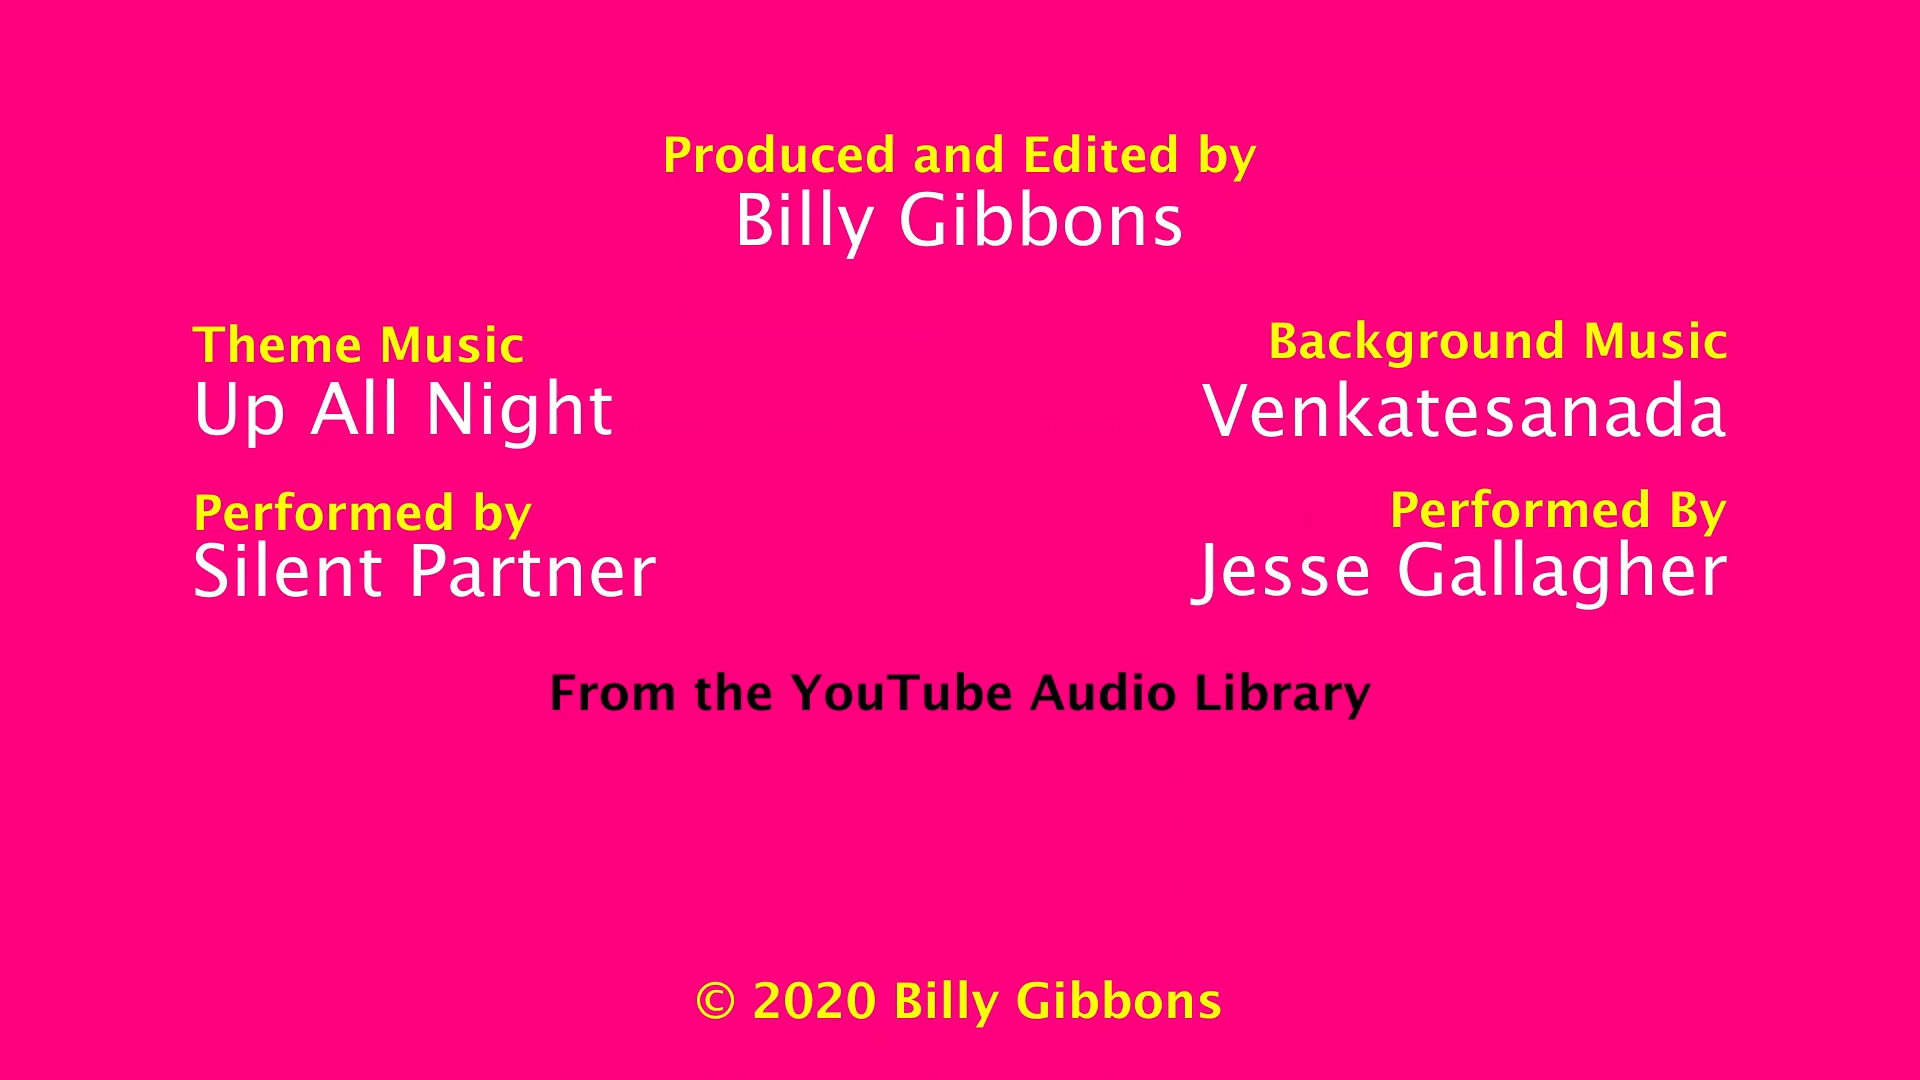 Produced and Edited by
Billy Gibbons
Theme Music
Up All Night
Performed by
Silent Partner
Background Music
Venkatesanada
Performed By
Jesse Gallagher
From the YouTube Audio Library
© 2020 Billy Gibbons